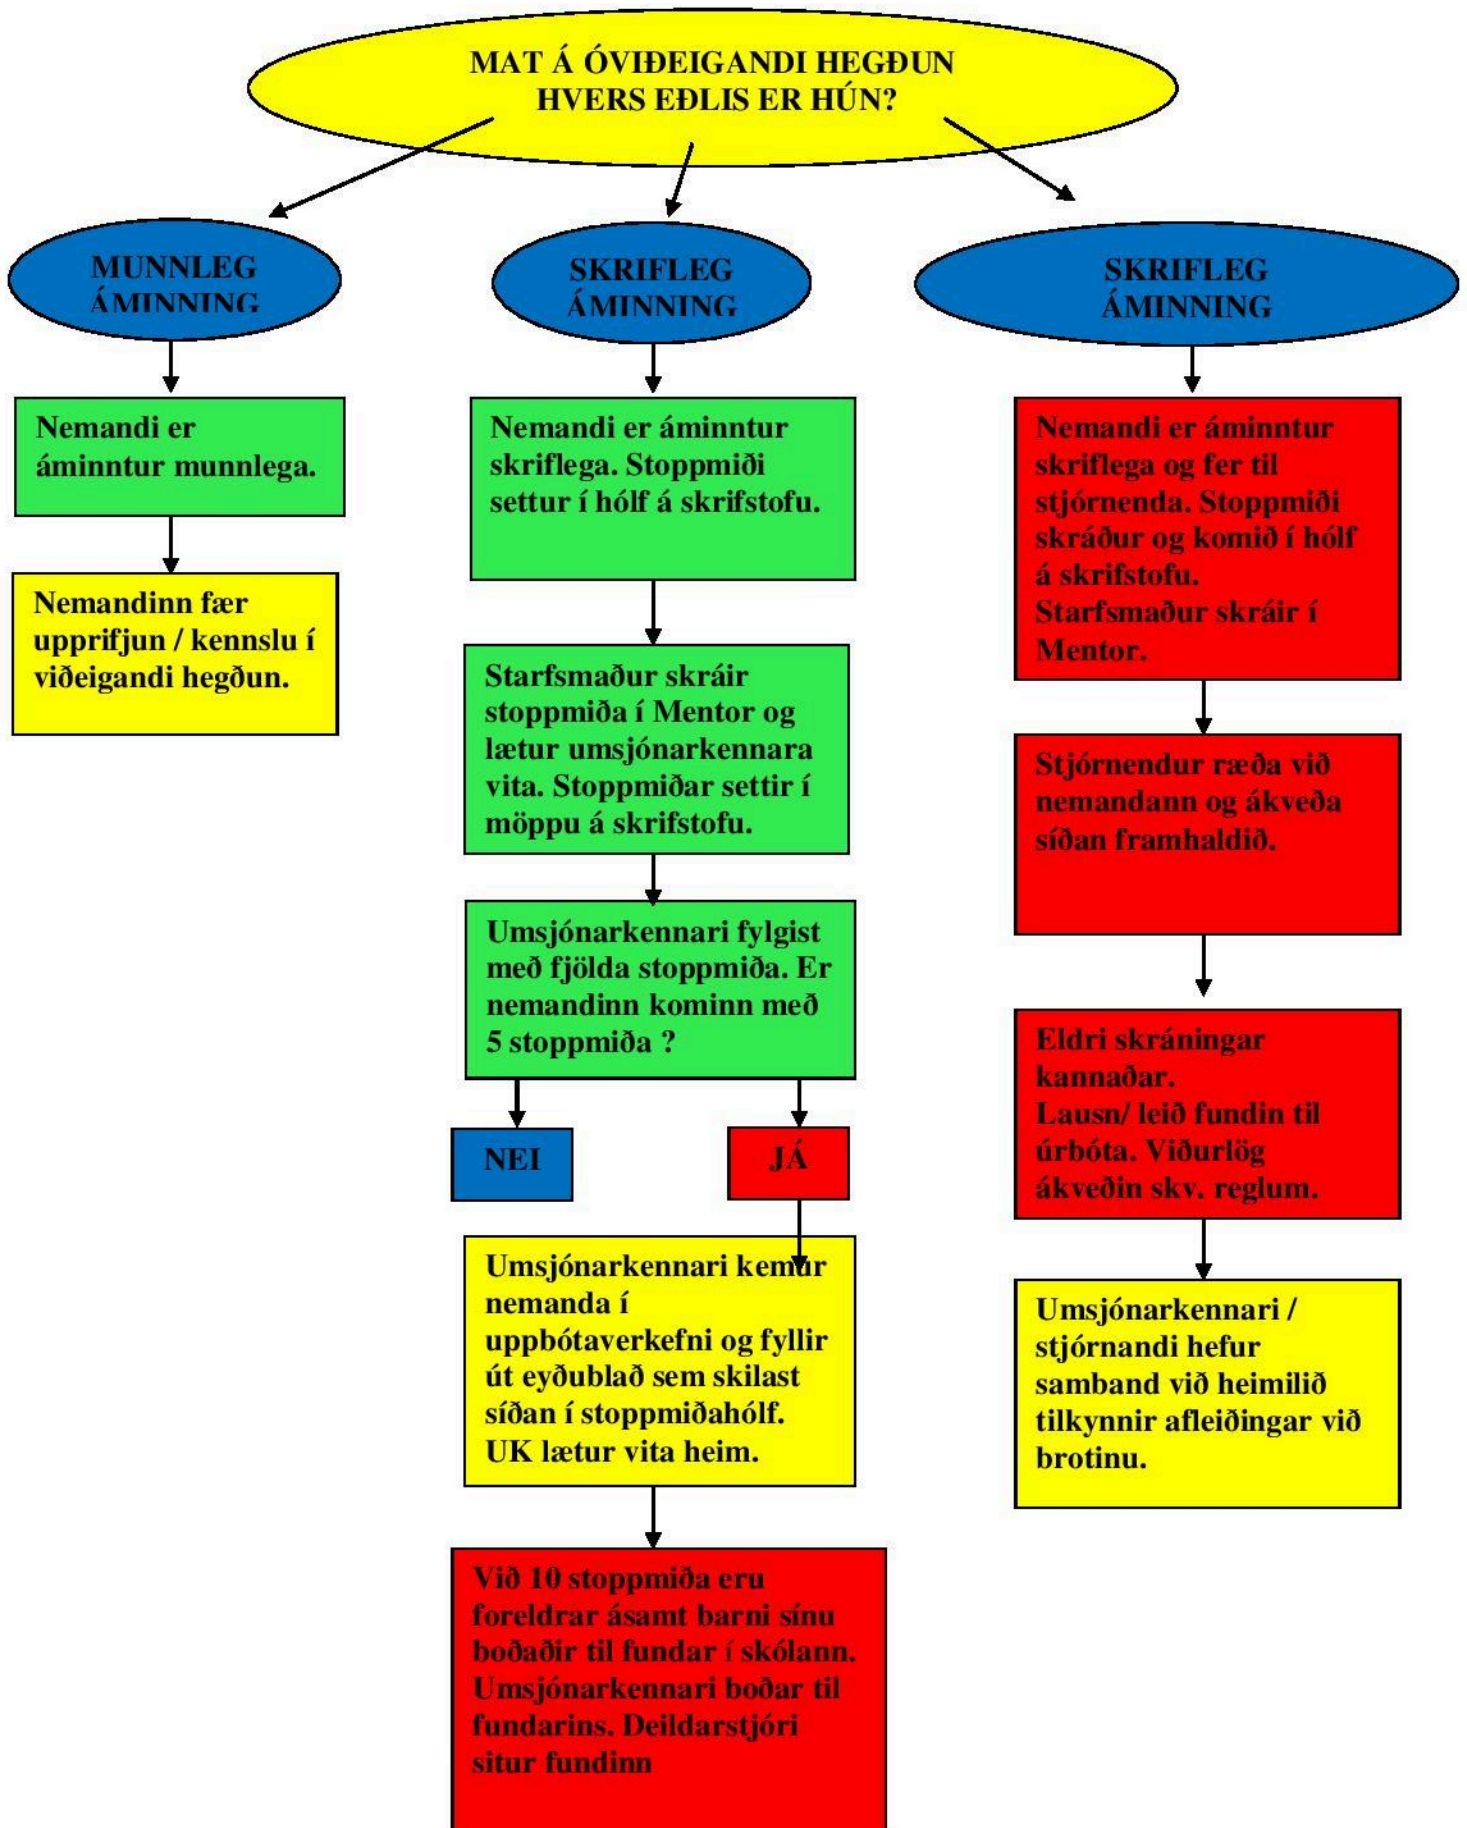 MAT Á ÓVIÐEIGANDI HEGÐUN
HVERS EÐLIS ER HÚN?
MUNNLEG
ÁMINNING
SKRIFLEG
ÁMINNING
SKRIFLEG
ÁMINNING
Nemandi er
áminntur munnlega.
Nemandinn fær
upprifjun / kennslu í
viðeigandi hegðun.
Nemandi er áminntur
skriflega. Stoppmiði
settur í hólf á skrifstofu.
Starfsmaður skráir
stoppmiða í Mentor og
lætur umsjónarkennara
vita. Stoppmiðar settir í
möppu á skrifstofu.
Umsjónarkennari fylgist
með fjölda stoppmiða. Er
nemandinn kominn með
5 stoppmiða ?
NEI
JÁ
Umsjónarkennari kemur
nemanda í
uppbótaverkefni og fyllir
út eyðublað sem skilast
síðan í stoppmiðahólf.
UK lætur vita heim.
Við 10 stoppmiða eru
foreldrar ásamt barni sínu
boðaðir til fundar í skólann.
Umsjónarkennari boðar til
fundarins. Deildarstjóri
situr fundinn
Nemandi er áminntur
skriflega og fer til
stjórnenda. Stoppmiði
skráður og komið í hólf
á skrifstofu.
Starfsmaður skráir í
Mentor.
Stjórnendur ræða við
nemandann og ákveða
síðan framhaldið.
Eldri skráningar
kannaðar.
Lausn/ leið fundin til
úrbóta. Viðurlög
ákveðin skv. reglum.
Umsjónarkennari /
stjórnandi hefur
samband við heimilið
tilkynnir afleiðingar við
brotinu.